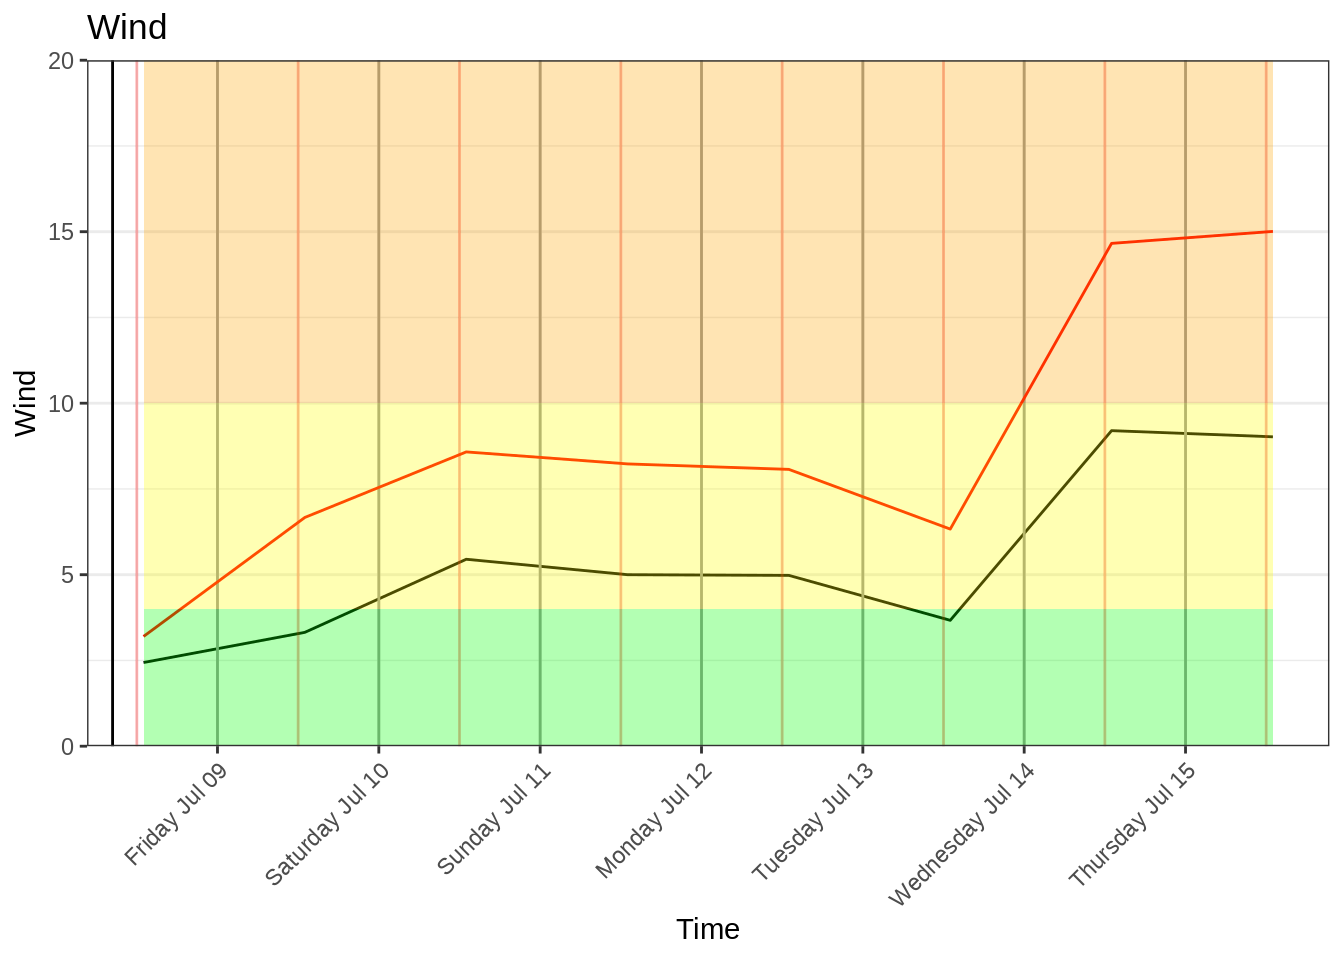 Wind
20
15
10
5
0
Wind
Friday Jul 09
Saturday Jul 10
Sunday Jul 11
Monday Jul 12
Tuesday Jul 13
Wednesday Jul 14
Thursday Jul 15
Time